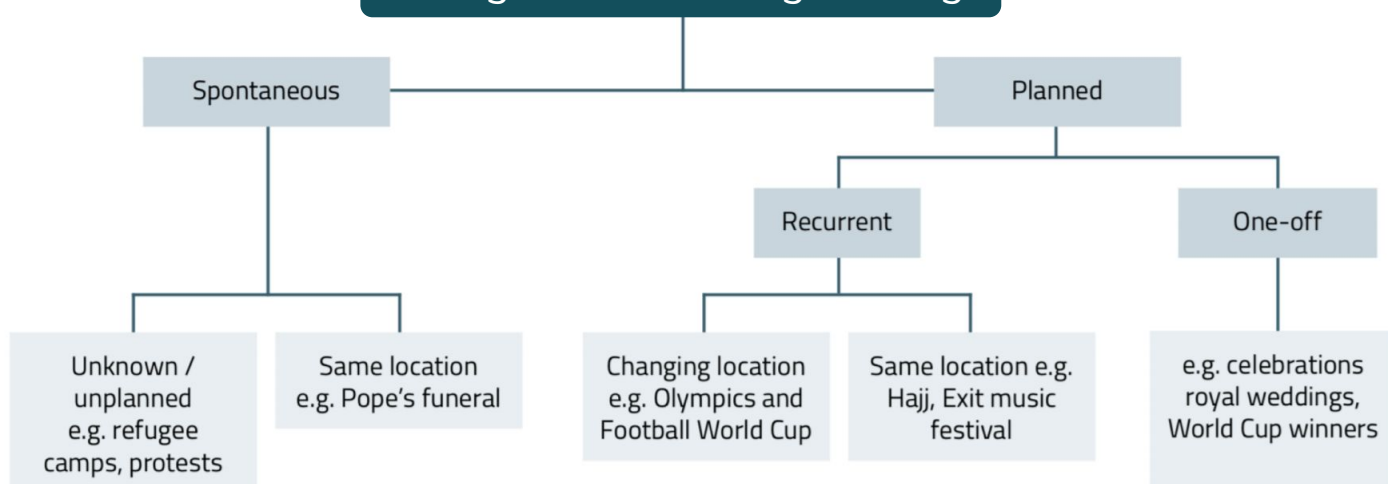 Spontaneous
Planned
Recurrent
One-off
Unknown /
unplanned
e.g. refugee
camps, protests
Same location
e.g. Pope's funeral
Changing location
e.g. Olympics and
Football World Cup
Same location e.g.
Hajj, Exit music
festival
e.g. celebrations
royal weddings,
World Cup winners